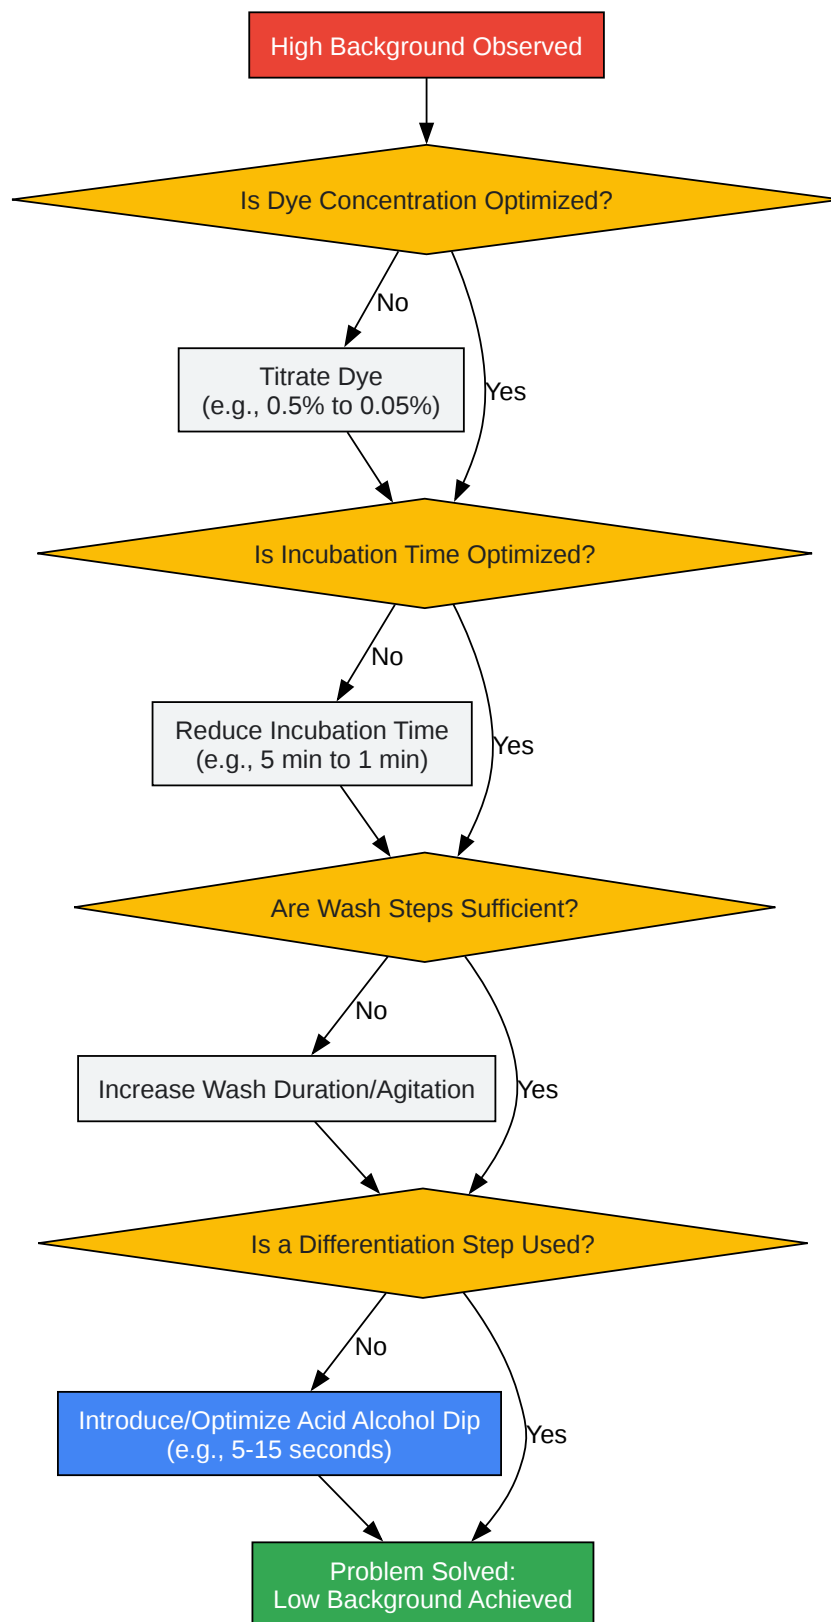 High Background Observed
Is Dye Concentration Optimized?
No
Titrate Dye
(e.g., 0.5% to 0.05%)
Yes
Is Incubation Time Optimized?
No
Reduce Incubation Time
(e.g., 5 min to 1 min)
Yes
Are Wash Steps Sufficient?
No
Increase Wash Duration/Agitation
Yes
Is a Differentiation Step Used?
No
Introduce/Optimize Acid Alcohol Dip
(e.g., 5-15 seconds)
Yes
Problem Solved:
Low Background Achieved